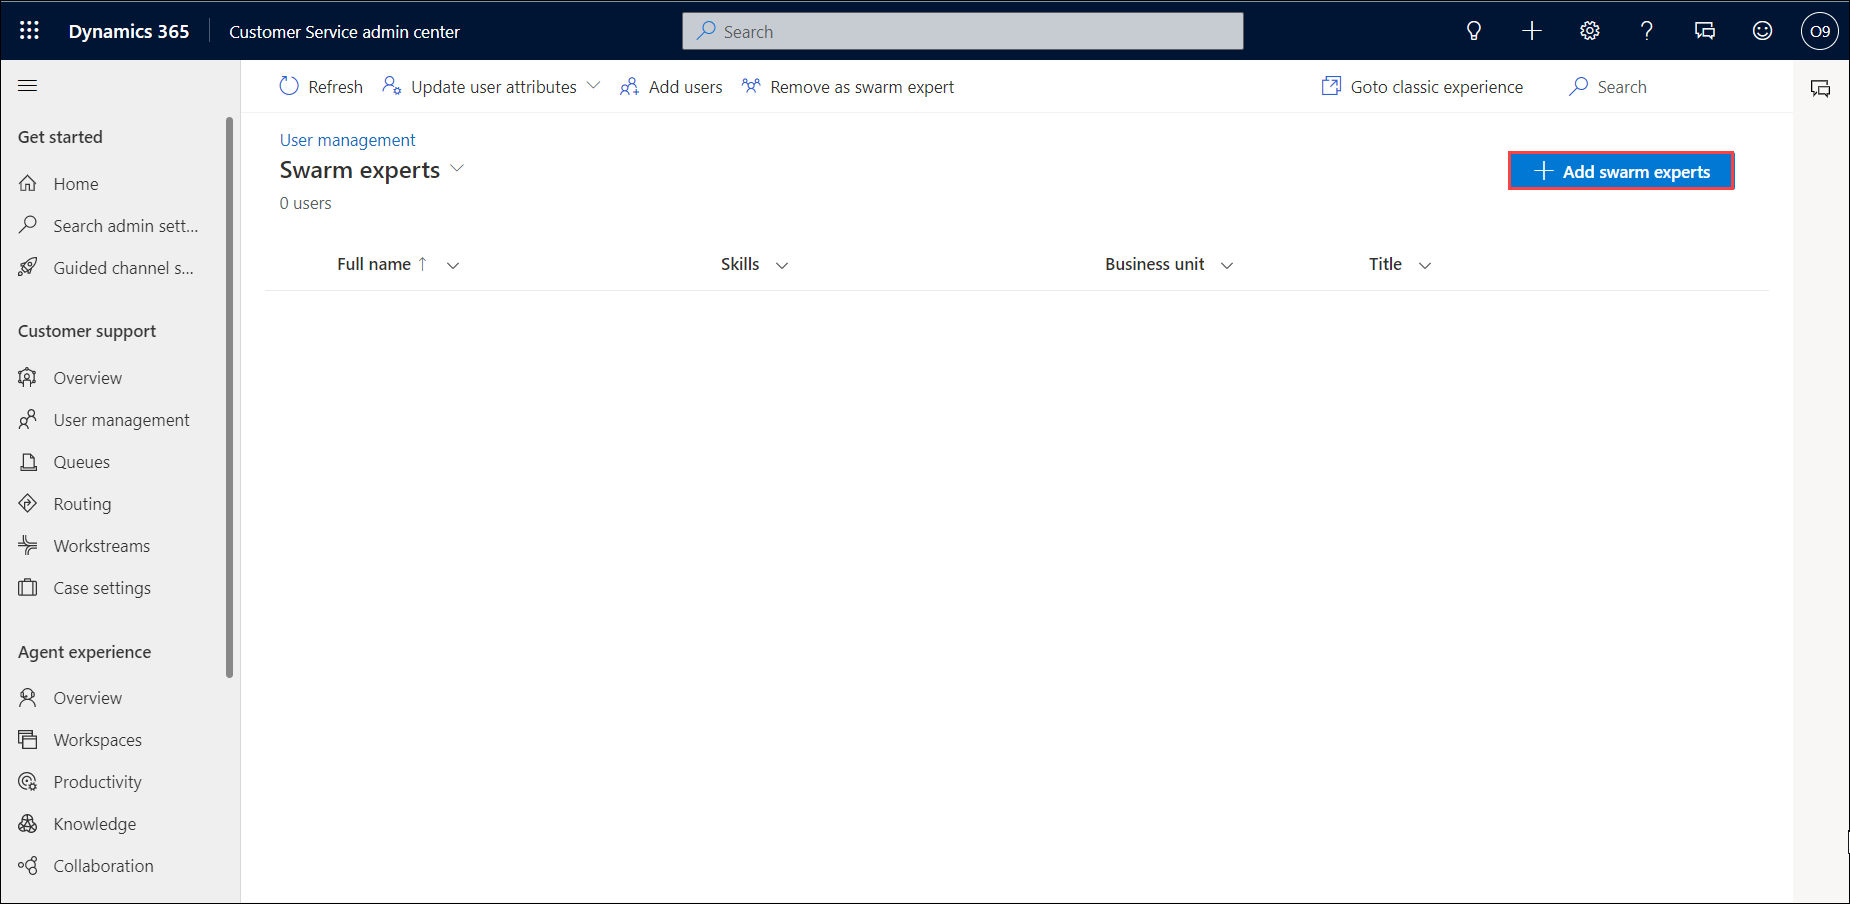 Dynamics 365 Customer Service admin center Search ? O9
Refresh Update user attributes Add users Remove as swarm expert Goto classic experience Search
Get started
Home
Search admin sett...
Guided channel s...
Customer support
Overview
User management
Queues
Routing
Workstreams
Case settings
Agent experience
Overview
Workspaces
Productivity
Knowledge
Collaboration
User management
Swarm experts
0 users
Add swarm experts
Full name ↑ Skills Business unit Title